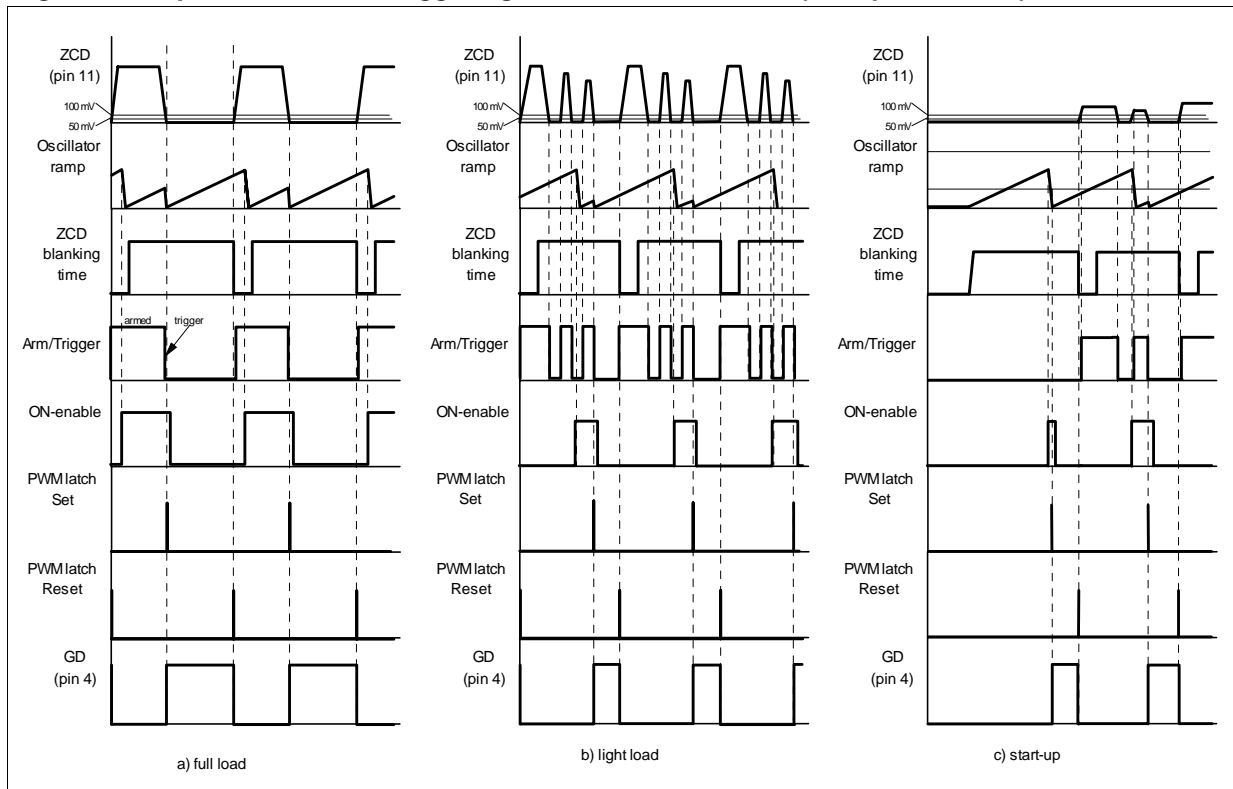 ZCD
(pin 11)
100 mV
50 mV
Oscillator
ramp
ZCD
blanking
time
armed
trigger
Arm/Trigger
ON-enable
PWM latch
Set
PWM latch
Reset
GD
(pin 4)
a) full load
ZCD
(pin 11)
100 mV
50 mV
Oscillator
ramp
ZCD
blanking
time
Arm/Trigger
ON-enable
PWM latch
Set
PWM latch
Reset
GD
(pin 4)
b) light load
ZCD
(pin 11)
100 mV
50 mV
Oscillator
ramp
ZCD
blanking
time
Arm/Trigger
ON-enable
PWM latch
Set
PWM latch
Reset
GD
(pin 4)
c) start-up